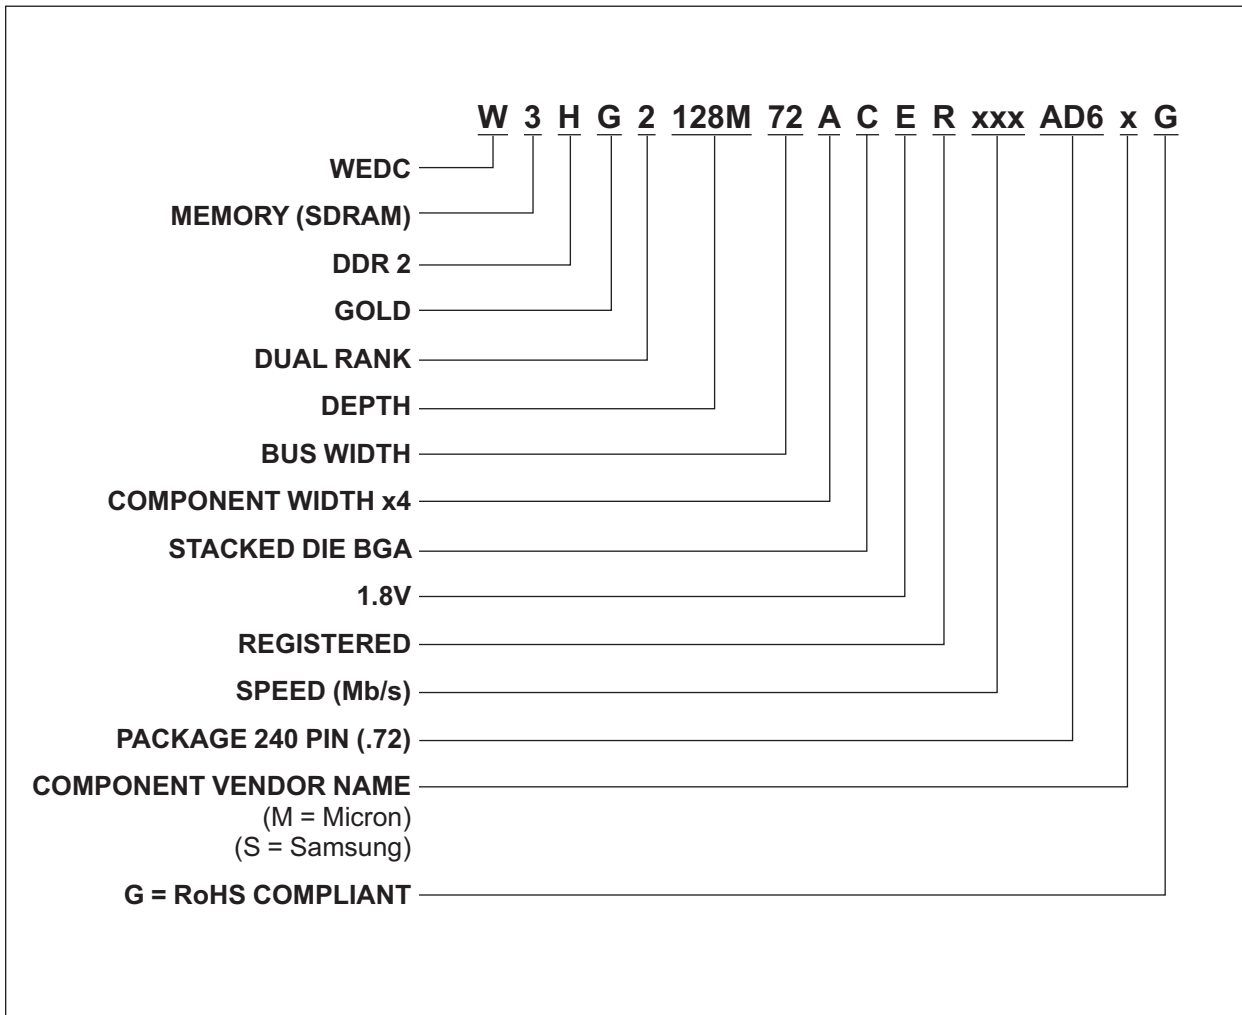 W 3 H G 2 128M 72 A C E R xxx AD6 x G
WEDC
MEMORY (SDRAM)
DDR 2
GOLD
DUAL RANK
DEPTH
BUS WIDTH
COMPONENT WIDTH x4
STACKED DIE BGA
1.8V
REGISTERED
SPEED (Mb/s)
PACKAGE 240 PIN (.72)
COMPONENT VENDOR NAME
(M = Micron)
(S = Samsung)
G = RoHS COMPLIANT